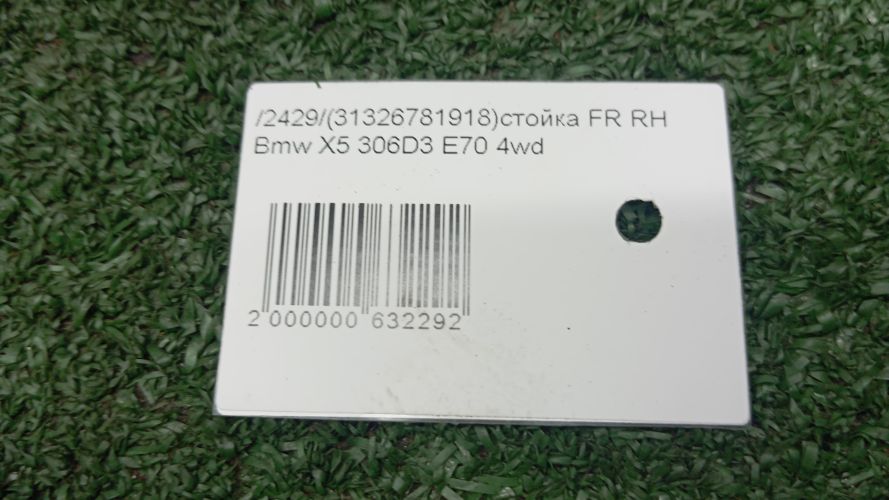 /2429/(31326781918)стойка FR RH
Bmw X5 306D3 E70 4wd
2 000000 632292